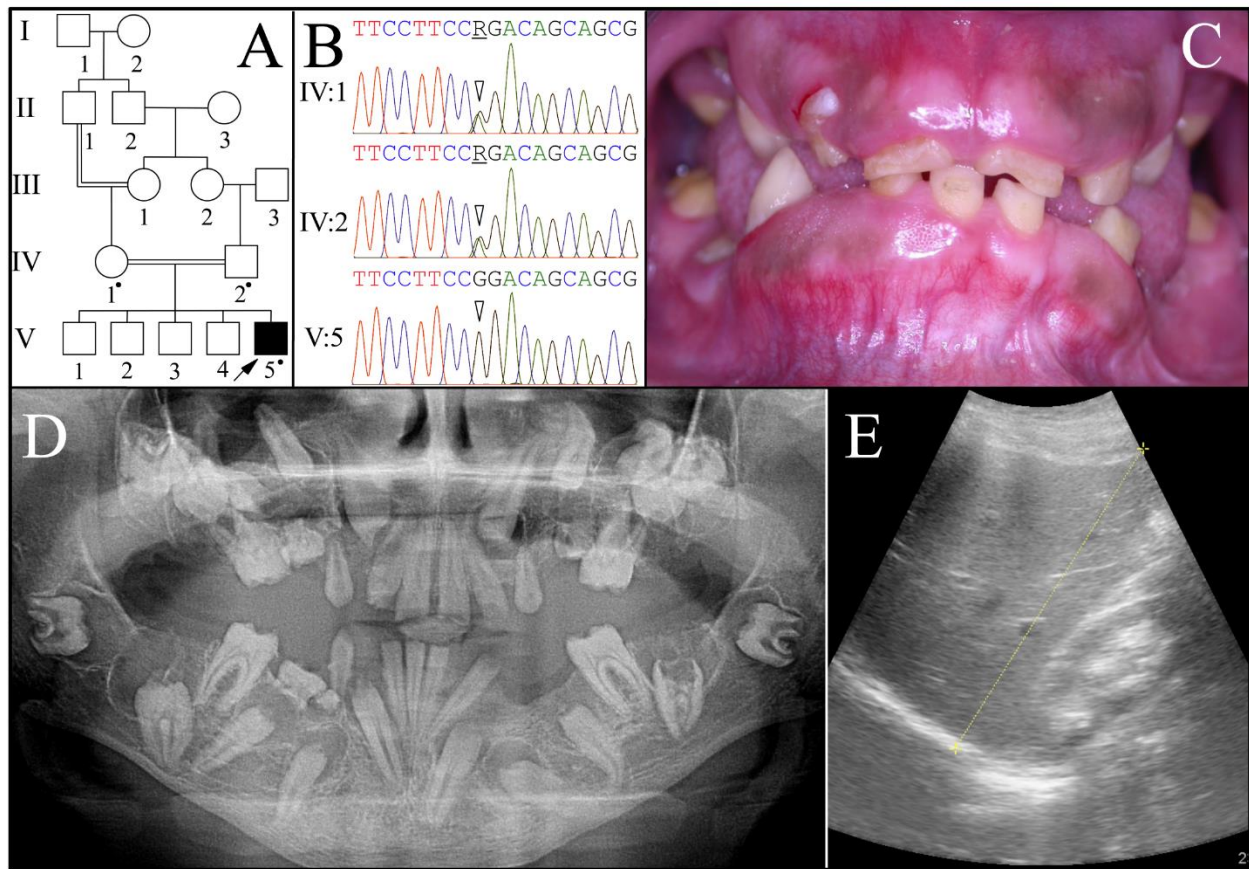 A
I
1 2
II
1 2 3
III
1 2 3
IV
1• 2•
V
1 2 3 4 5•
B
TTCCTTCCRGACAGCAGCG
IV:1
TTCCTTCCRGACAGCAGCG
IV:2
TTCCTTCCGGACAGCAGCG
V:5
C
D
E
2